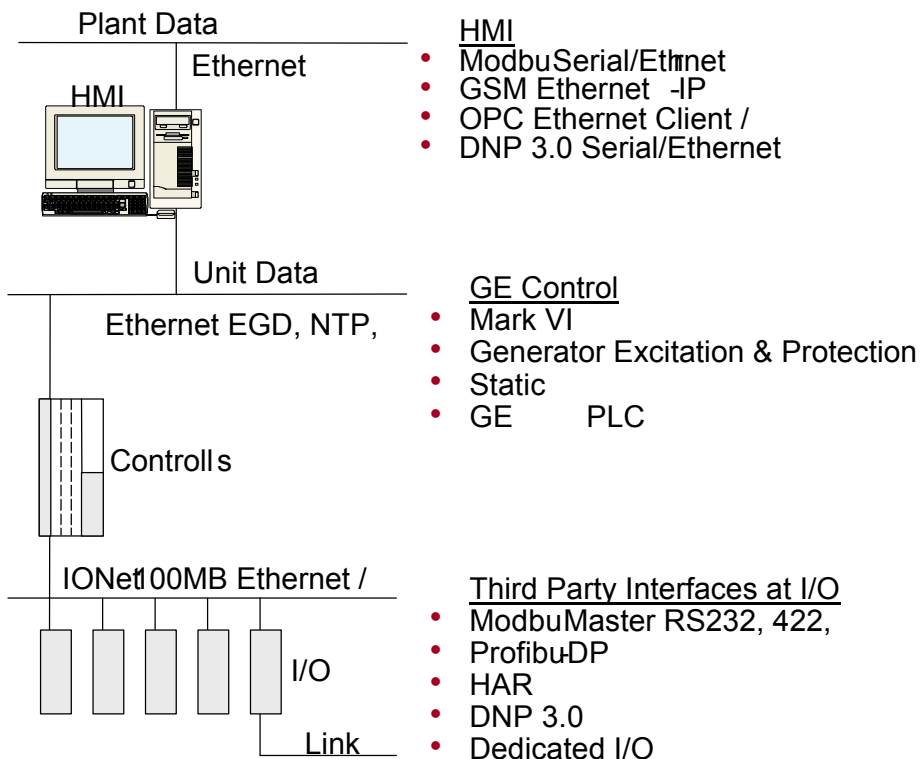 Plant Data
Ethernet
HMI
HMI
• ModbuSerial/Ethrnet
• GSM Ethernet -IP
• OPC Ethernet Client /
• DNP 3.0 Serial/Ethernet
Unit Data
Ethernet EGD, NTP,
GE Control
• Mark VI
• Generator Excitation & Protection
• Static
• GE PLC
Controlls
IONet100MB Ethernet /
I/O
Link
Third Party Interfaces at I/O
• ModbuMaster RS232, 422,
• Profibu-DP
• HAR
• DNP 3.0
• Dedicated I/O